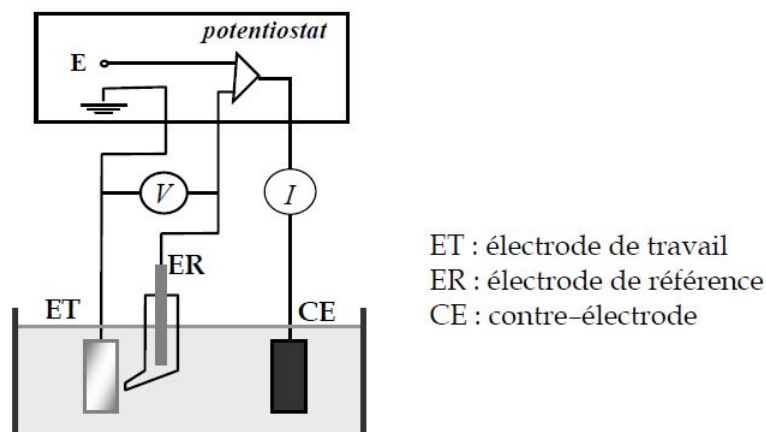 potentiostat
E
V
I
ER
ET
CE
ET : électrode de travail
ER : électrode de référence
CE : contre–électrode